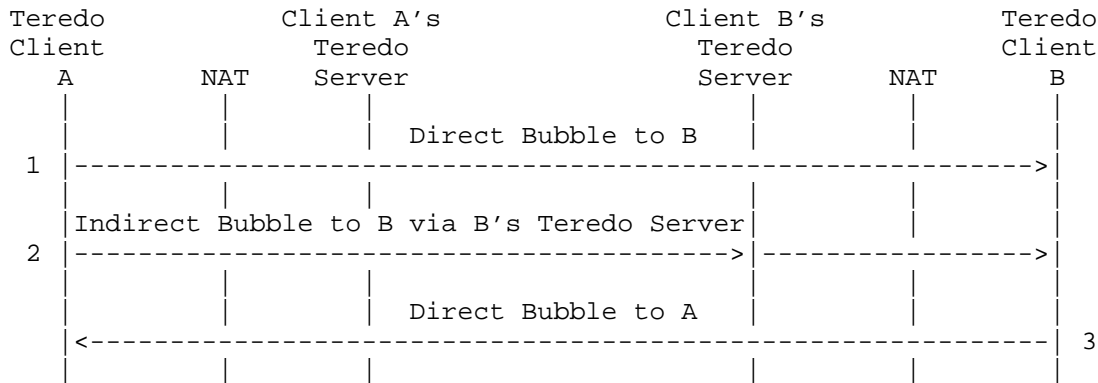 Teredo Client A's Client B's Teredo
Client Teredo Teredo Client
A NAT Server Server NAT B
Direct Bubble to B
1
Indirect Bubble to B via B's Teredo Server
2
Direct Bubble to A
3